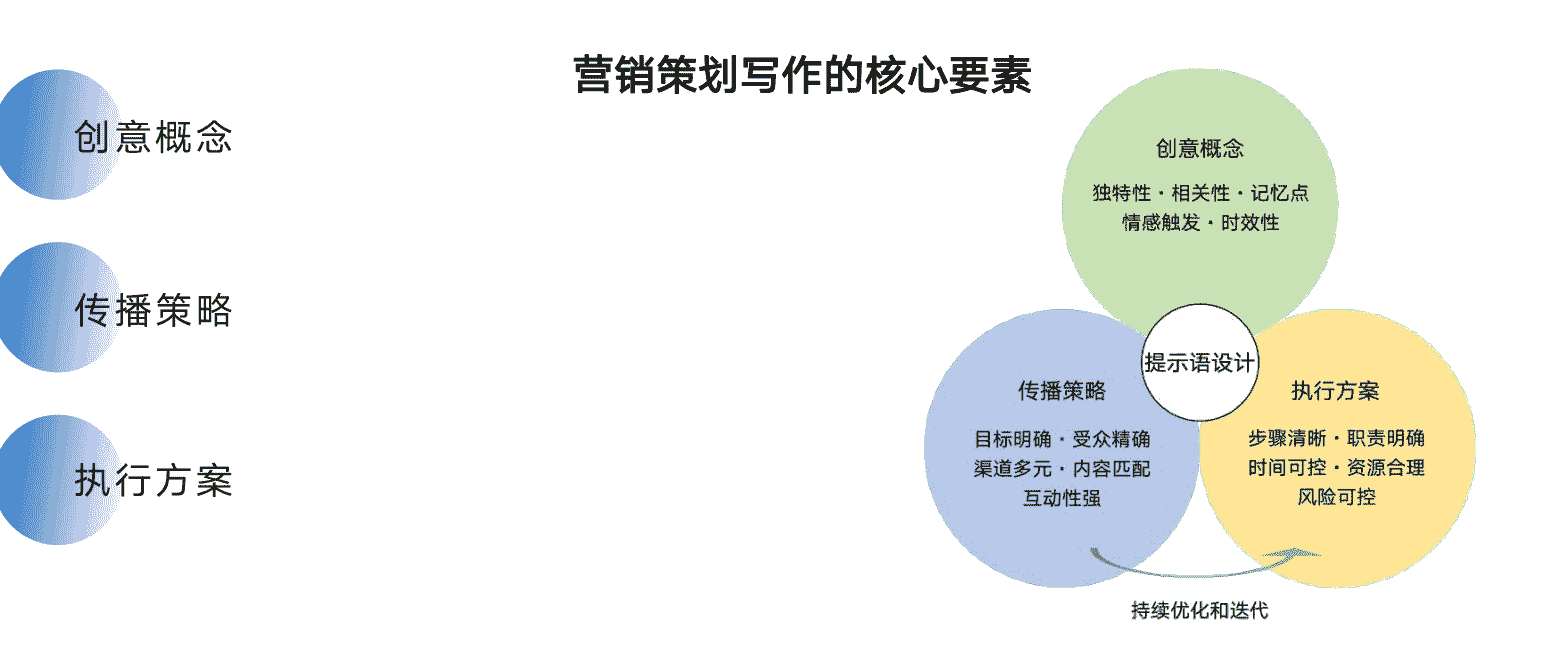 营销策划写作的核心要素
创意概念
传播策略
执行方案
创意概念
独特性·相关性·记忆点
情感触发·时效性
提示语设计
传播策略
目标明确·受众精确
渠道多元·内容匹配
互动性强
执行方案
步骤清晰·职责明确
时间可控·资源合理
风险可控
持续优化和迭代